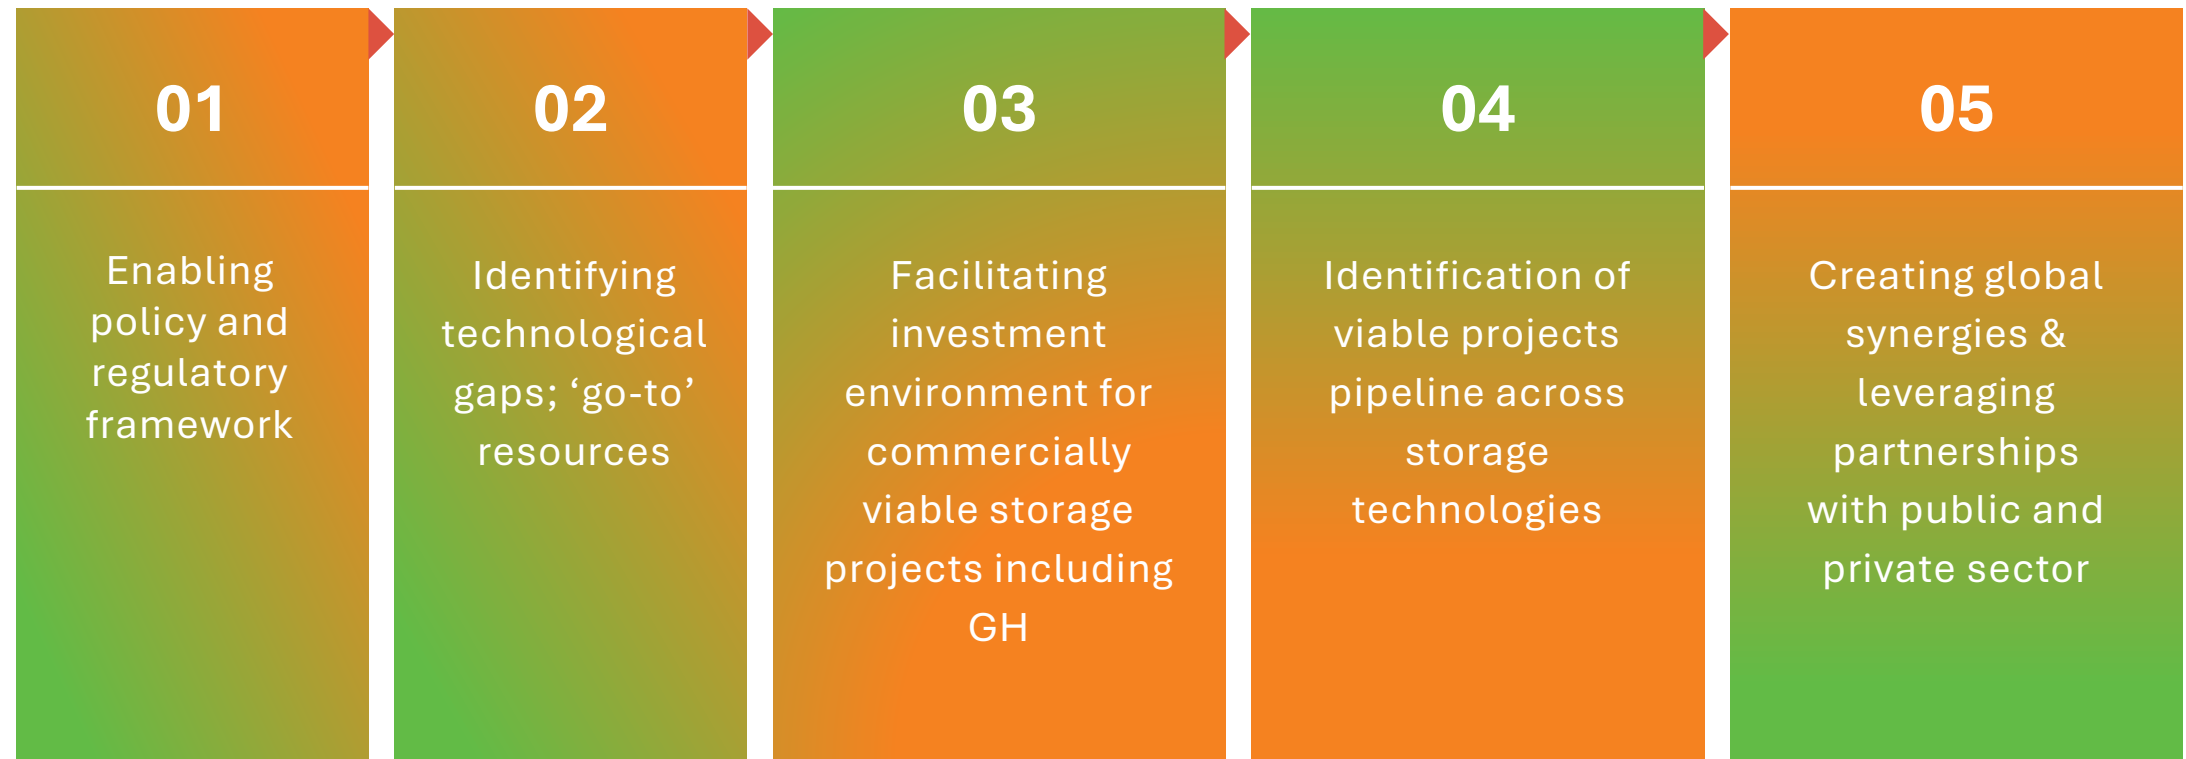 01
Enabling
policy and
regulatory
framework
02
Identifying
technological
gaps; ‘go-to’
resources
03
Facilitating
investment
environment for
commercially
viable storage
projects including
GH
04
Identification of
viable projects
pipeline across
storage
technologies
05
Creating global
synergies &
leveraging
partnerships
with public and
private sector